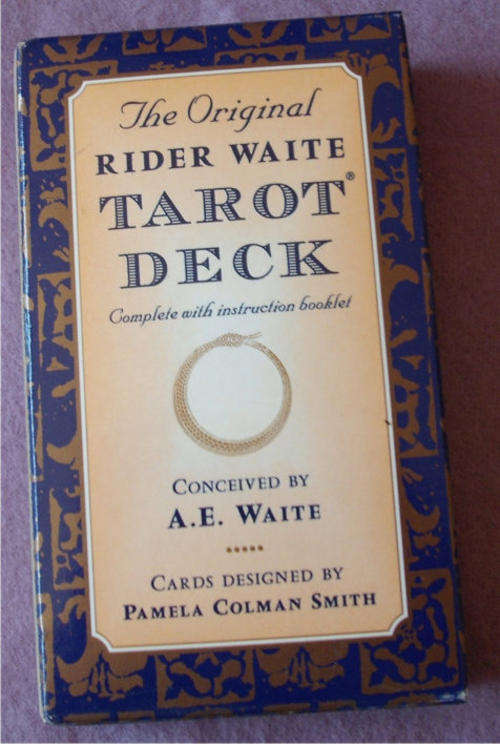 The Original
RIDER WAITE
TAROT®
DECK
Complete with instruction booklet
CONCEIVED BY
A.E. WAITE
CARDS DESIGNED BY
PAMELA COLMAN SMITH